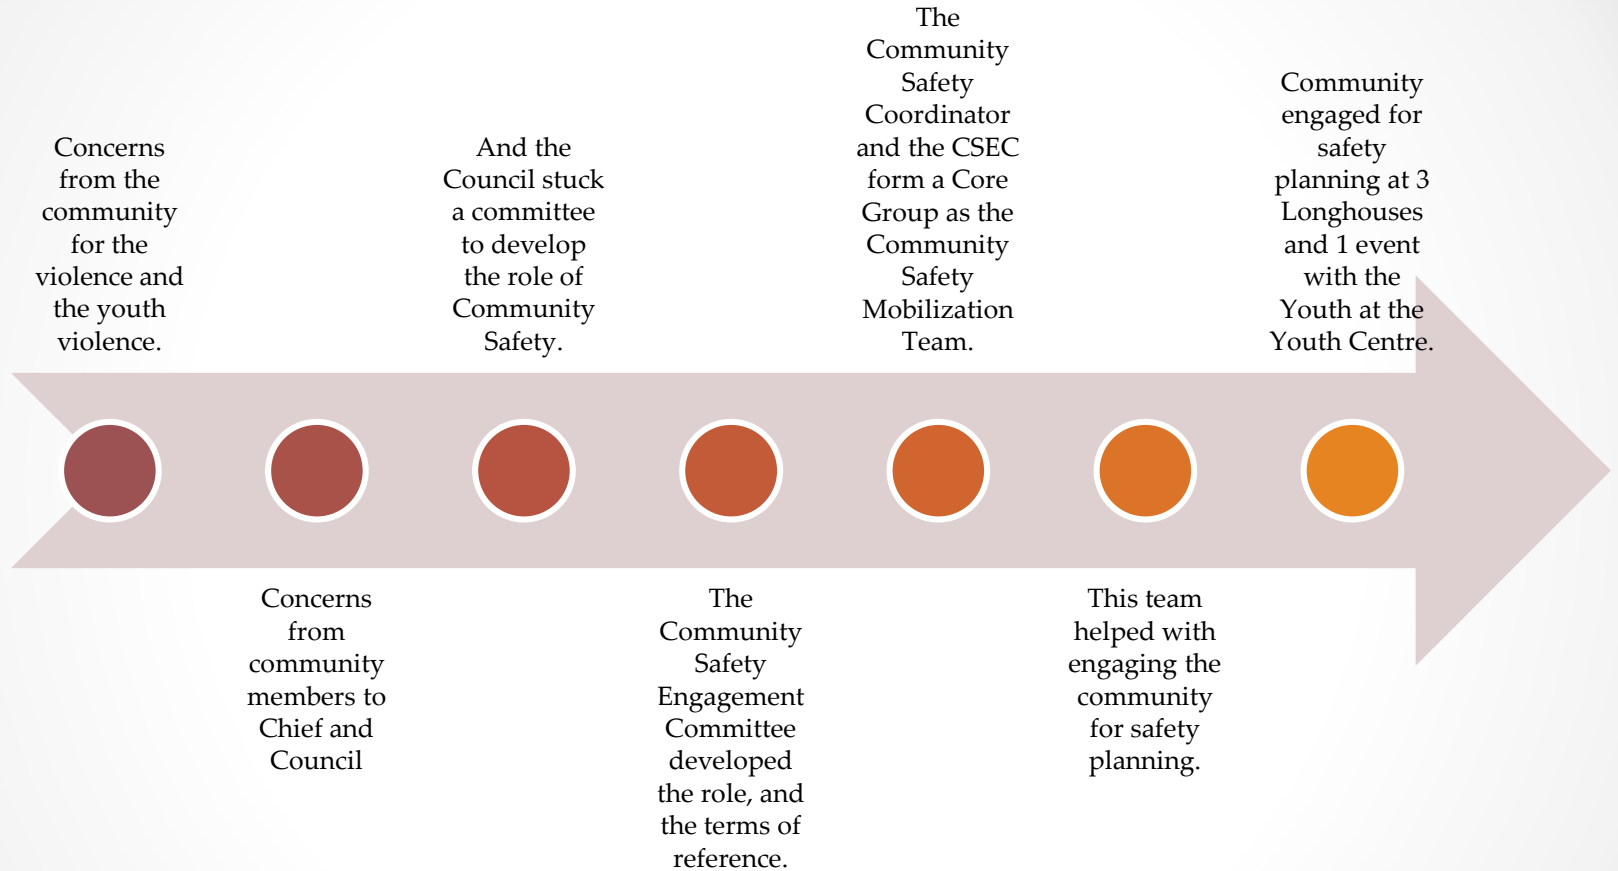 Concerns
from the
community
for the
violence and
the youth
violence.
Concerns
from
community
members to
Chief and
Council
And the
Council stuck
a committee
to develop
the role of
Community
Safety.
The
Community
Safety
Engagement
Committee
developed
the role, and
the terms of
reference.
The
Community
Safety
Coordinator
and the CSEC
form a Core
Group as the
Community
Safety
Mobilization
Team.
This team
helped with
engaging the
community
for safety
planning.
Community
engaged for
safety
planning at 3
Longhouses
and 1 event
with the
Youth at the
Youth Centre.